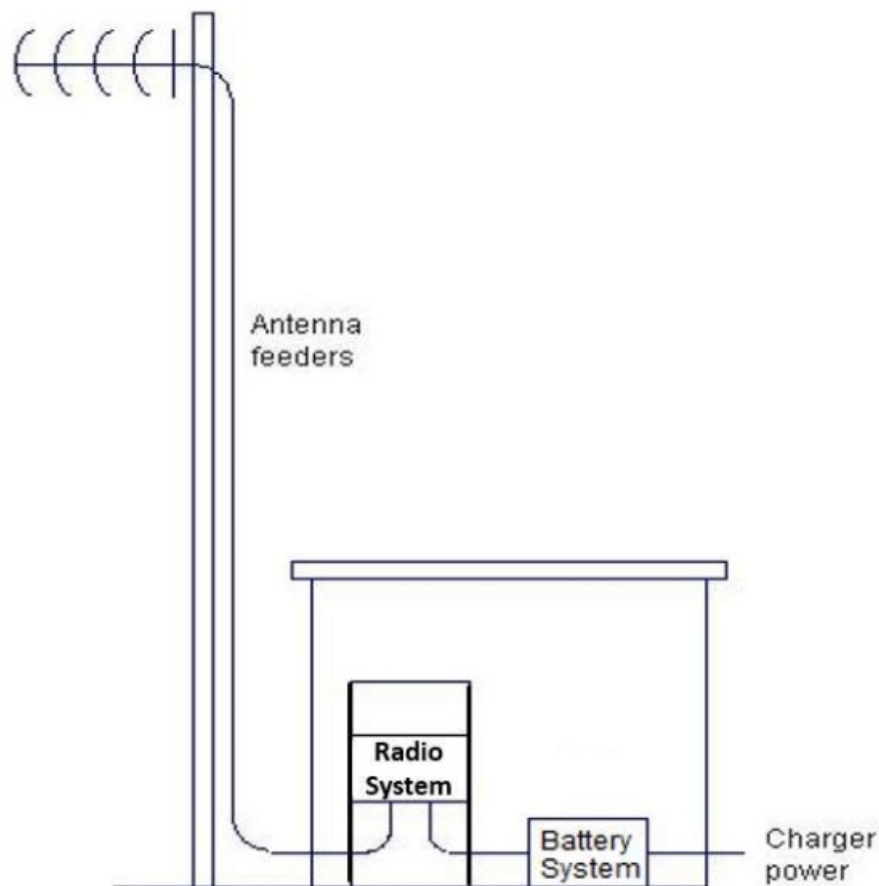 Antenna
feeders
Radio
System
Battery
System
Charger
power